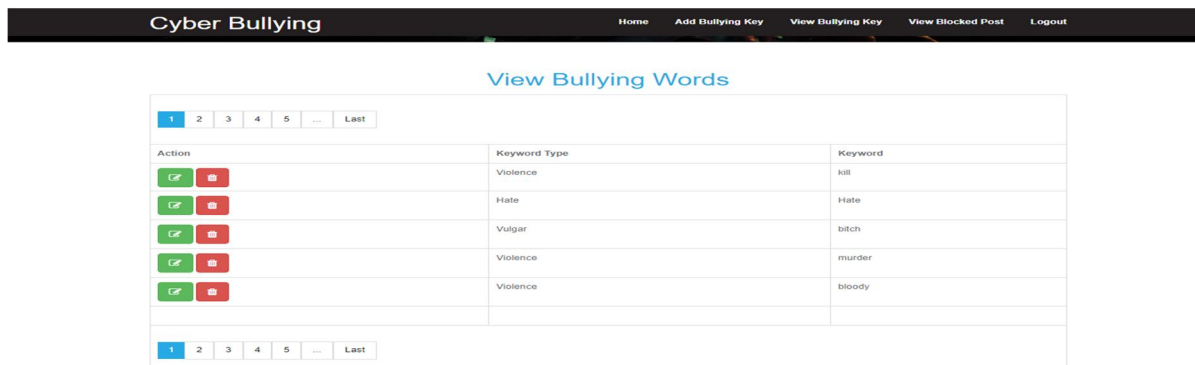 Cyber Bullying Home Add Bullying Key View Bullying Key View Blocked Post Logout
View Bullying Words
1 2 3 4 5 ... Last
Action Keyword Type Keyword
Violence kill
Hate Hate
Vulgar bitch
Violence murder
Violence bloody
1 2 3 4 5 ... Last